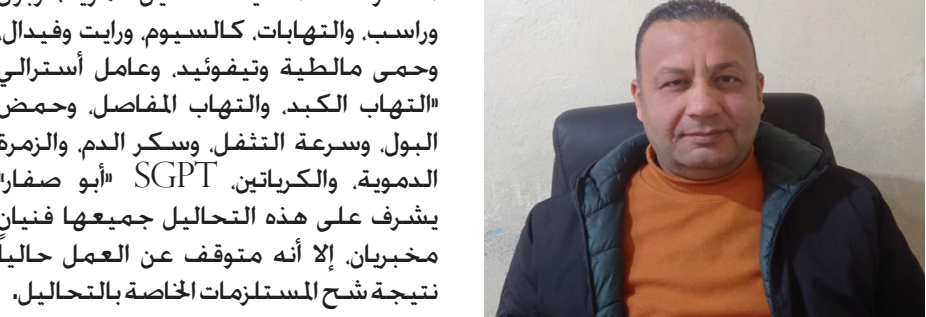 وراسب، والتهابات، كالسيوم، ورايت وفيدال،
وحمى مالطية وتيفوئيد، وعامل أسترالي
"التهاب الكبد، والتهاب المفاصل، وحمض
البول، وسرعة التثفل، وسكر الدم، والزمرة
الدموية، والكرياتين، SGPT "أبو صفار"
يشرف على هذه التحاليل جميعها فنيان
مخبريان، إلا أنه متوقف عن العمل حالياً
نتيجة شح المستلزمات الخاصة بالتحاليل.